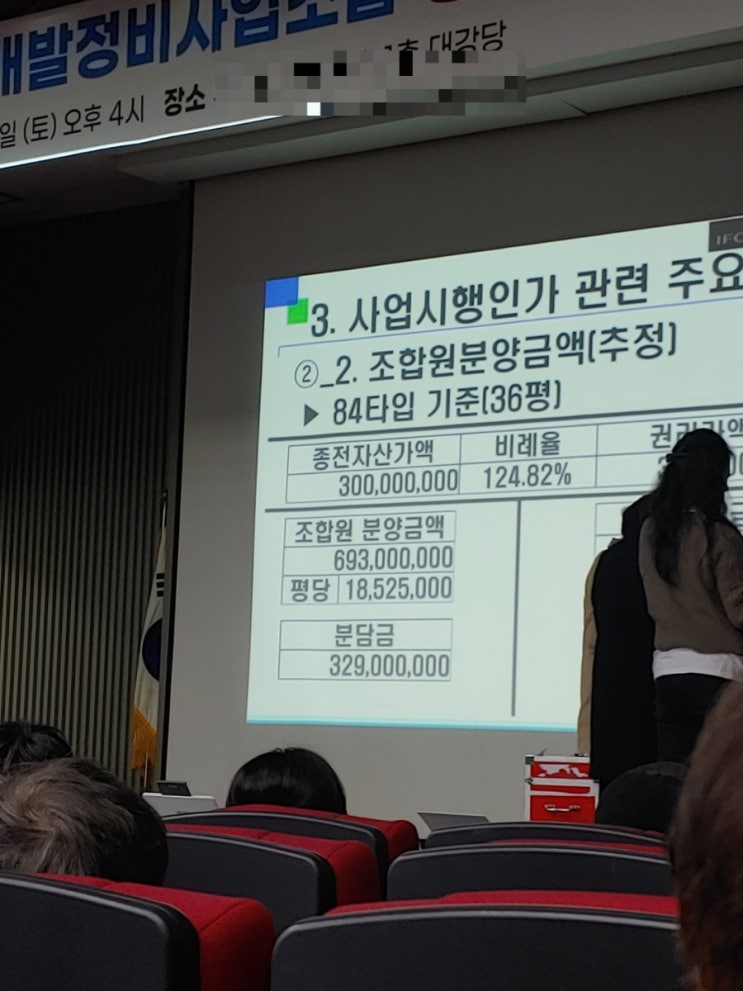 재발정비사업조합
일 (토) 오후 4시 장소 대강당
IFC
3. 사업시행인가 관련 주요
②_2. 조합원분양금액(추정)
▶ 84타입 기준(36평)
종전자산가액 비례율
300,000,000 124.82%
조합원 분양금액
693,000,000
평당 18,525,000
분담금
329,000,000